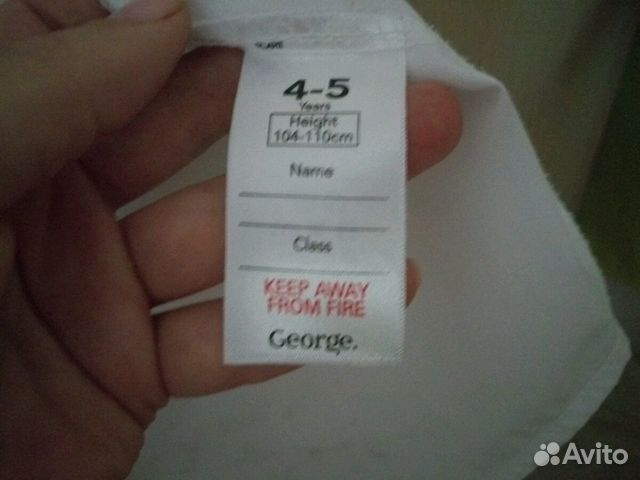 4-5
Years
Height
104-110cm
Name
Class
KEEP AWAY
FROM FIRE
George.
Avito